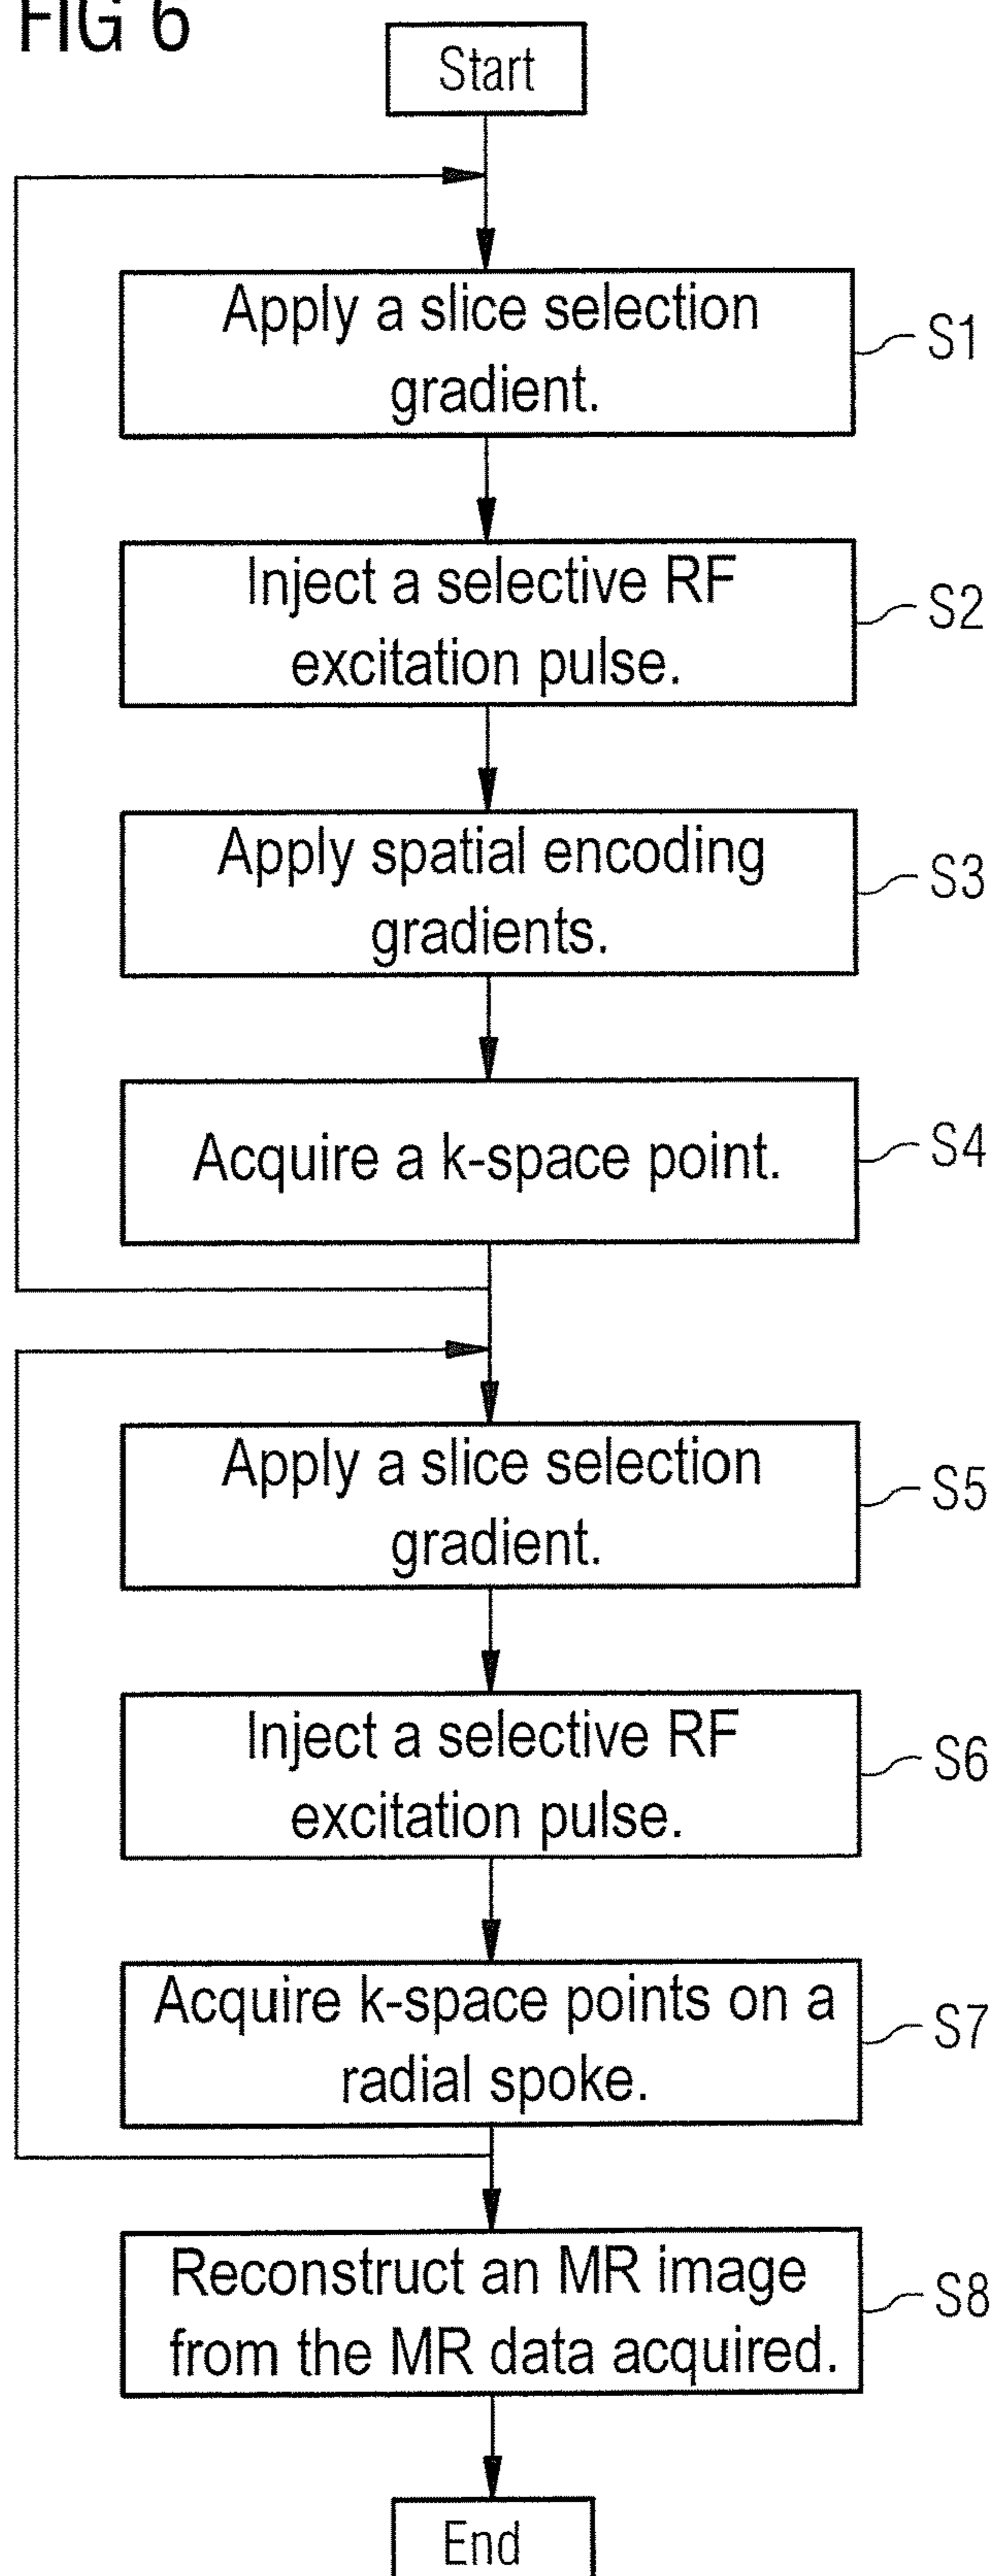 FIG 6
Start
Apply a slice selection
gradient.
S1
Inject a selective RF
excitation pulse.
S2
Apply spatial encoding
gradients.
S3
Acquire a k-space point.
S4
Apply a slice selection
gradient.
S5
Inject a selective RF
excitation pulse.
S6
Acquire k-space points on a
radial spoke.
S7
Reconstruct an MR image
from the MR data acquired.
S8
End